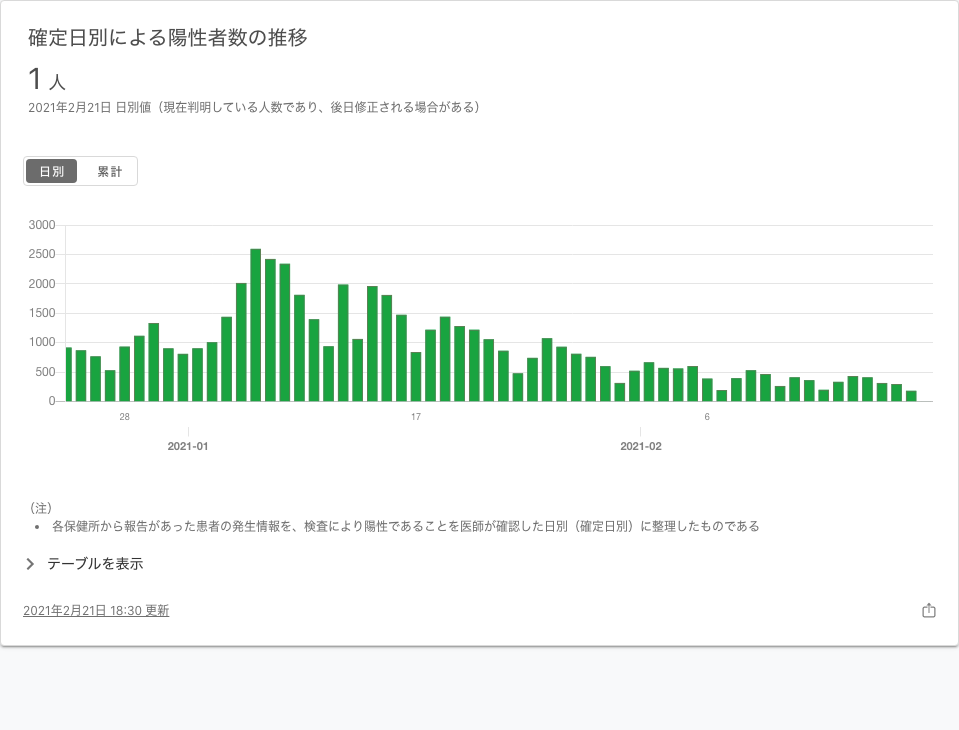 確定日別による陽性者数の推移
1 人
2021年2月21日 日別値（現在判明している人数であり、後日修正される場合がある）
日別 累計
3000
2500
2000
1500
1000
500
0
28 17 6
2021-01 2021-02
（注）
• 各保健所から報告があった患者の発生情報を、検査により陽性であることを医師が確認した日別（確定日別）に整理したものである
テーブルを表示
2021年2月21日 18:30 更新